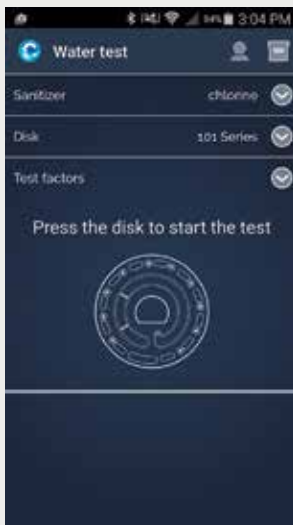 3:04 PM
Water test
Sanitizer chlorine
Disk 101 Series
Test factors
Press the disk to start the test